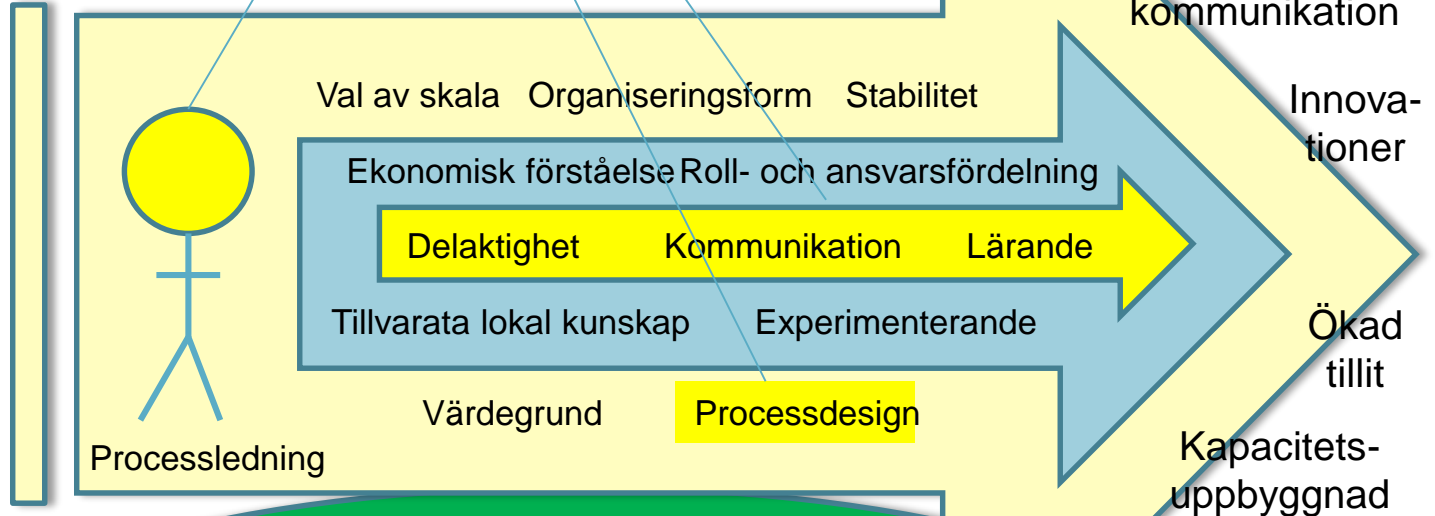 kommunikation
Val av skala Organiseringsform Stabilitet
Innova-
tioner
Ekonomisk förståelse Roll- och ansvarsfördelning
Delaktighet Kommunikation Lärande
Tillvarata lokal kunskap Experimenterande
Ökad
tillit
Värdegrund Processdesign
Processledning
Kapacitets-
uppbyggnad